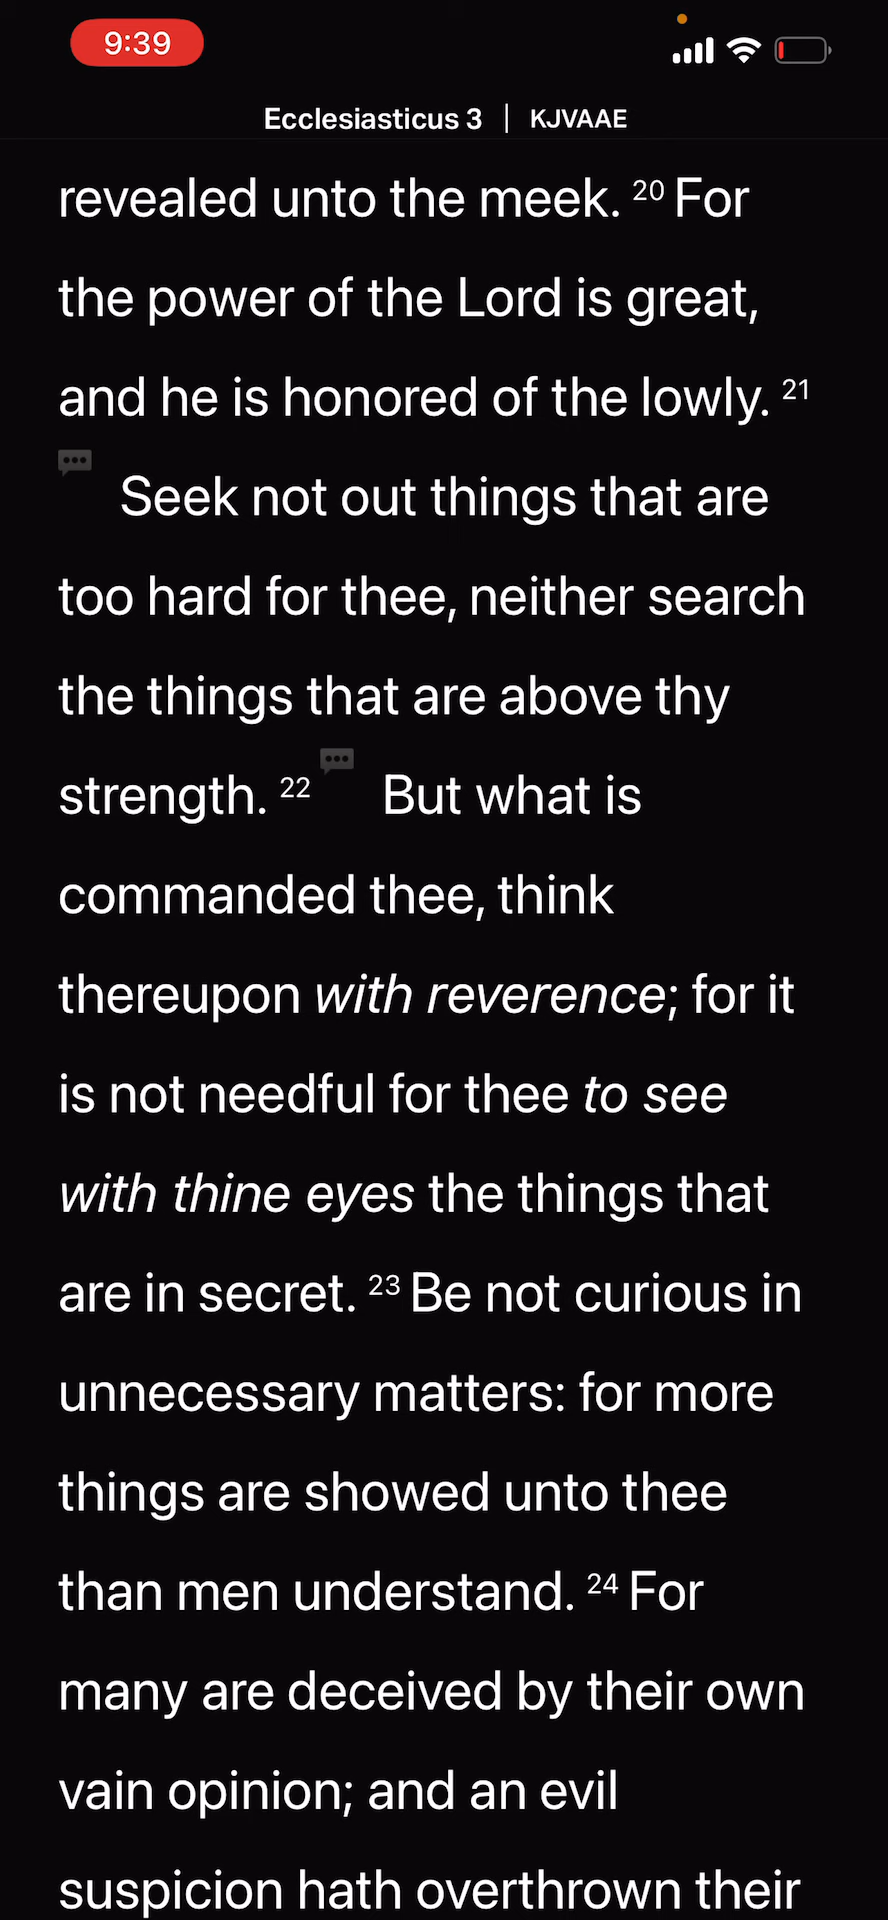 9:39
Ecclesiasticus 3 | KJVAAE
revealed unto the meek. 20 For
the power of the Lord is great,
and he is honored of the lowly. 21
Seek not out things that are
too hard for thee, neither search
the things that are above thy
strength. 22 But what is
commanded thee, think
thereupon with reverence; for it
is not needful for thee to see
with thine eyes the things that
are in secret. 23 Be not curious in
unnecessary matters: for more
things are showed unto thee
than men understand. 24 For
many are deceived by their own
vain opinion; and an evil
suspicion hath overthrown their